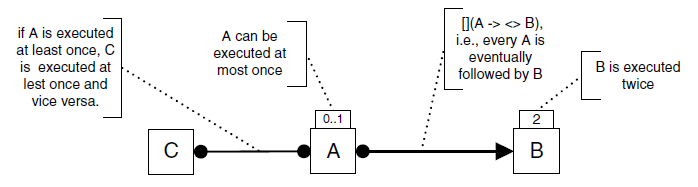 if A is executed
at least once, C
is executed at
lest once and
vice versa.
A can be
executed at
most once
[](A -> <> B),
i.e., every A is
eventually
followed by B
B is executed
twice
0..1
2
C
A
B